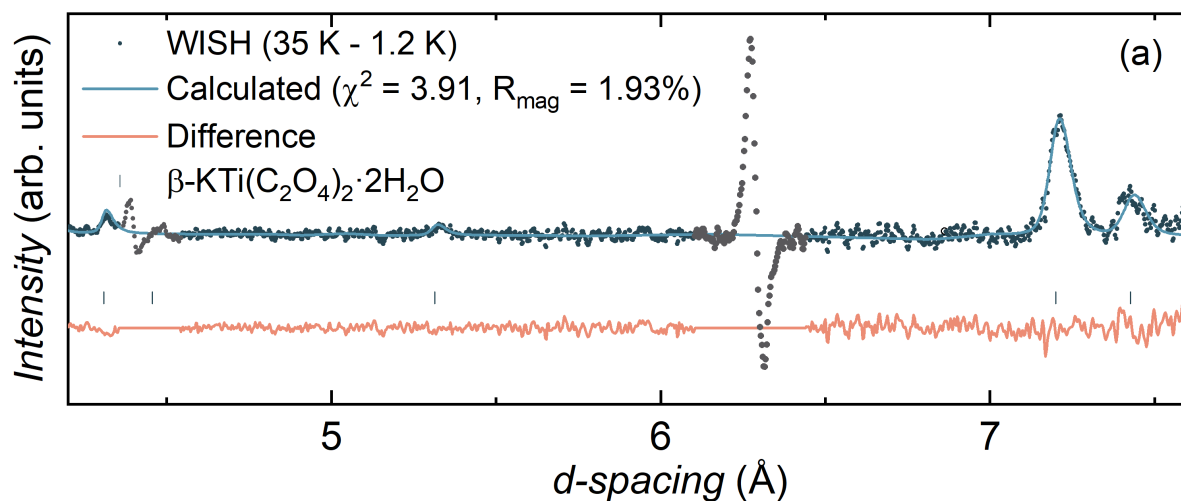 WISH (35 K - 1.2 K)
(a)
Calculated (χ² = 3.91, Rmag = 1.93%)
Difference
β-KTi(C₂O₄)₂·2H₂O
Intensity (arb. units)
5 6 7
d-spacing (Å)